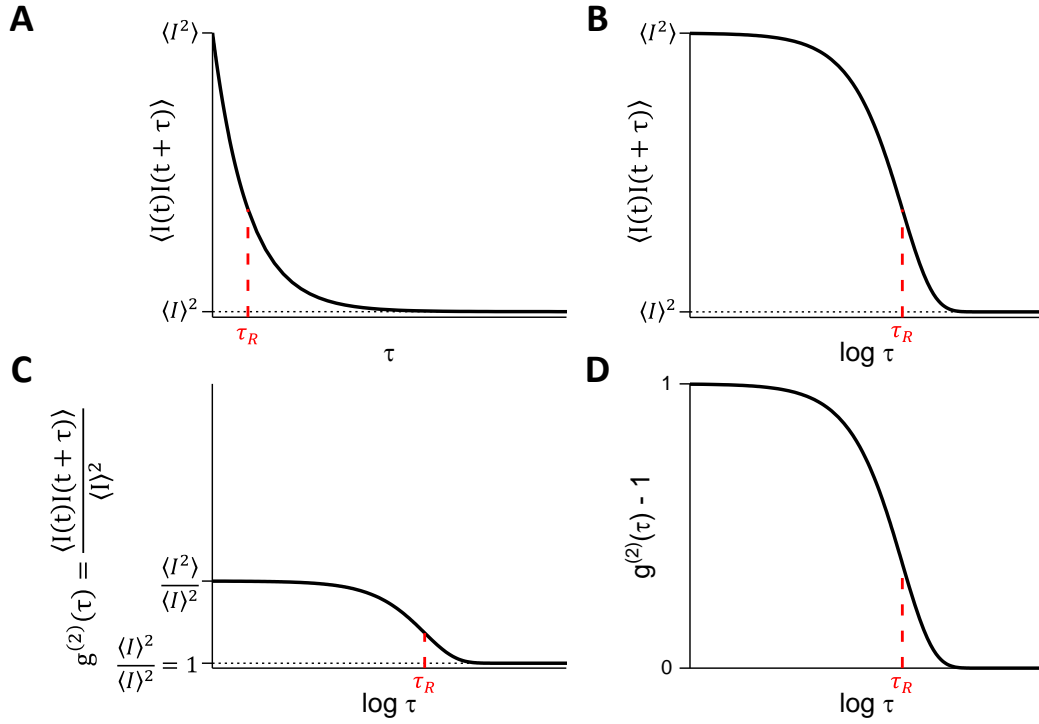 A
⟨I²⟩
⟨I(t)I(t + τ)⟩
⟨I⟩²
τ_R
τ
B
⟨I²⟩
⟨I(t)I(t + τ)⟩
⟨I⟩²
τ_R
log τ
C
g⁽²⁾(τ) = ⟨I(t)I(t + τ)⟩ / ⟨I⟩²
⟨I²⟩ / ⟨I⟩²
⟨I⟩² / ⟨I⟩² = 1
τ_R
log τ
D
1
g⁽²⁾(τ) - 1
0
τ_R
log τ